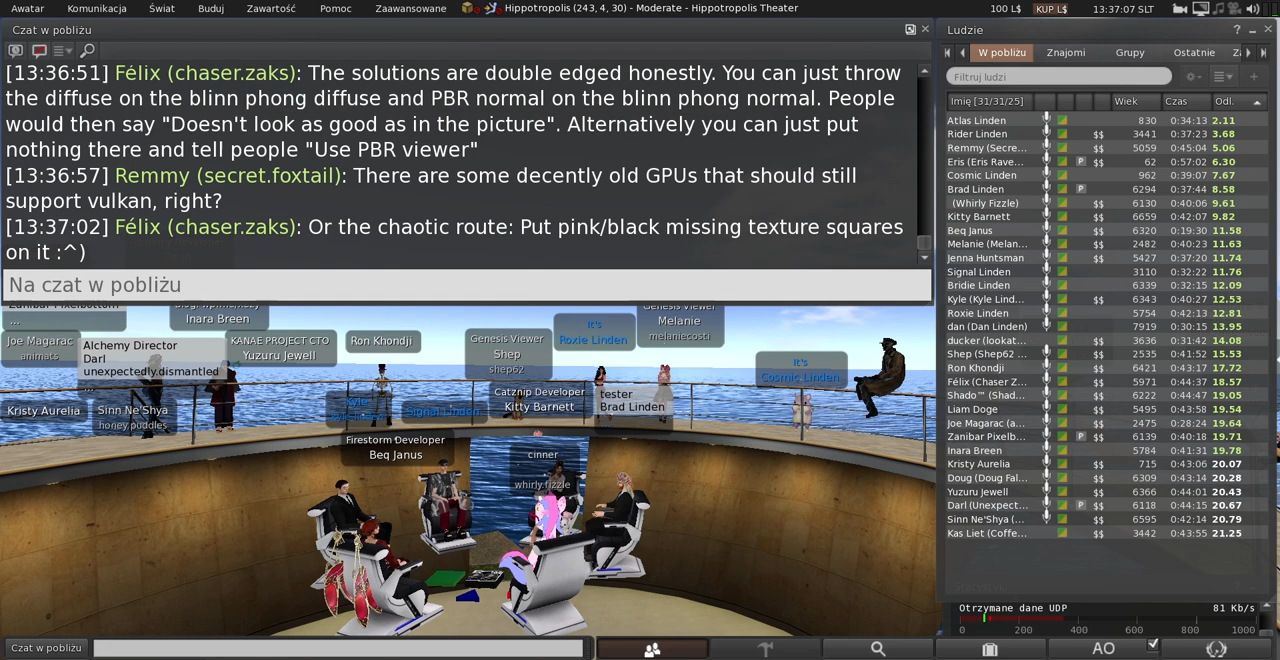 Awatar Komunikacja Świat Buduj Zawartość Pomoc Zaawansowane Hippotropolis (243, 4, 30) - Moderate - Hippotropolis Theater 100 L$ KUP L$ 13:37:07 SLT
Czat w pobliżu
[13:36:51] Félix (chaser.zaks): The solutions are double edged honestly. You can just throw
the diffuse on the blinn phong diffuse and PBR normal on the blinn phong normal. People
would then say "Doesn't look as good as in the picture". Alternatively you can just put
nothing there and tell people "Use PBR viewer"
[13:36:57] Remmy (secret.foxtail): There are some decently old GPUs that should still
support vulkan, right?
[13:37:02] Félix (chaser.zaks): Or the chaotic route: Put pink/black missing texture squares
on it :^)
Na czat w pobliżu
Zanibar Pixelbottom
...
Inara Breen
Joe Magarac
animats
Alchemy Director
Darl
unexpectedly.dismantled
...
KANAE PROJECT CTO
Yuzuru Jewell
Ron Khondji
Genesis Viewer
Shep
shep62
It's
Roxie Linden
Genesis Viewer
Melanie
melaniecosti
It's
Cosmic Linden
Kristy Aurelia
Sinn Ne'Shya
honey.puddles
Kyle
Signal Linden
Catznip Developer
Kitty Barnett
tester
Brad Linden
Firestorm Developer
Beq Janus
cinner
whirly.fizzle
Czat w pobliżu
Ludzie
W pobliżu Znajomi Grupy Ostatnie
Filtruj ludzi
Imię [31/31/25] Wiek Czas Odl.
Atlas Linden 830 0:34:13 2.11
Rider Linden $$ 3441 0:37:23 3.68
Remmy (Secre... $$ 5059 0:45:04 5.06
Eris (Eris Rave... P $$ 62 0:57:02 6.30
Cosmic Linden 962 0:39:07 7.67
Brad Linden P 6294 0:37:44 8.58
(Whirly Fizzle) $$ 6130 0:40:06 9.61
Kitty Barnett $$ 6659 0:42:07 9.82
Beq Janus $$ 6320 0:19:30 11.58
Melanie (Melan... $$ 2482 0:40:23 11.63
Jenna Huntsman $$ 5427 0:37:20 11.74
Signal Linden 3110 0:32:22 11.76
Bridie Linden 6339 0:32:15 12.09
Kyle (Kyle Lind... $$ 6343 0:40:27 12.53
Roxie Linden 5754 0:42:13 12.81
dan (Dan Linden) 7919 0:30:15 13.95
ducker (lookat... $$ 3636 0:31:42 14.08
Shep (Shep62 ... $$ 2535 0:41:52 15.53
Ron Khondji $$ 6421 0:43:17 17.72
Félix (Chaser Z... $$ 5971 0:44:37 18.57
Shado™ (Shad... $$ 6222 0:44:47 19.05
Liam Doge $$ 5495 0:43:58 19.54
Joe Magarac (a... $$ 2475 0:28:24 19.64
Zanibar Pixelb... P $$ 6139 0:40:18 19.71
Inara Breen 5784 0:41:31 19.78
Kristy Aurelia $$ 715 0:43:06 20.07
Doug (Doug Fal... $$ 6309 0:43:14 20.28
Yuzuru Jewell $$ 6366 0:44:01 20.43
Darl (Unexpect... P $$ 6118 0:44:15 20.67
Sinn Ne'Shya (... $$ 6595 0:42:14 20.79
Kas Liet (Coffe... $$ 3442 0:43:55 21.25
Otrzymane dane UDP 81 Kb/s
0 200 400 600 800 1000
AO